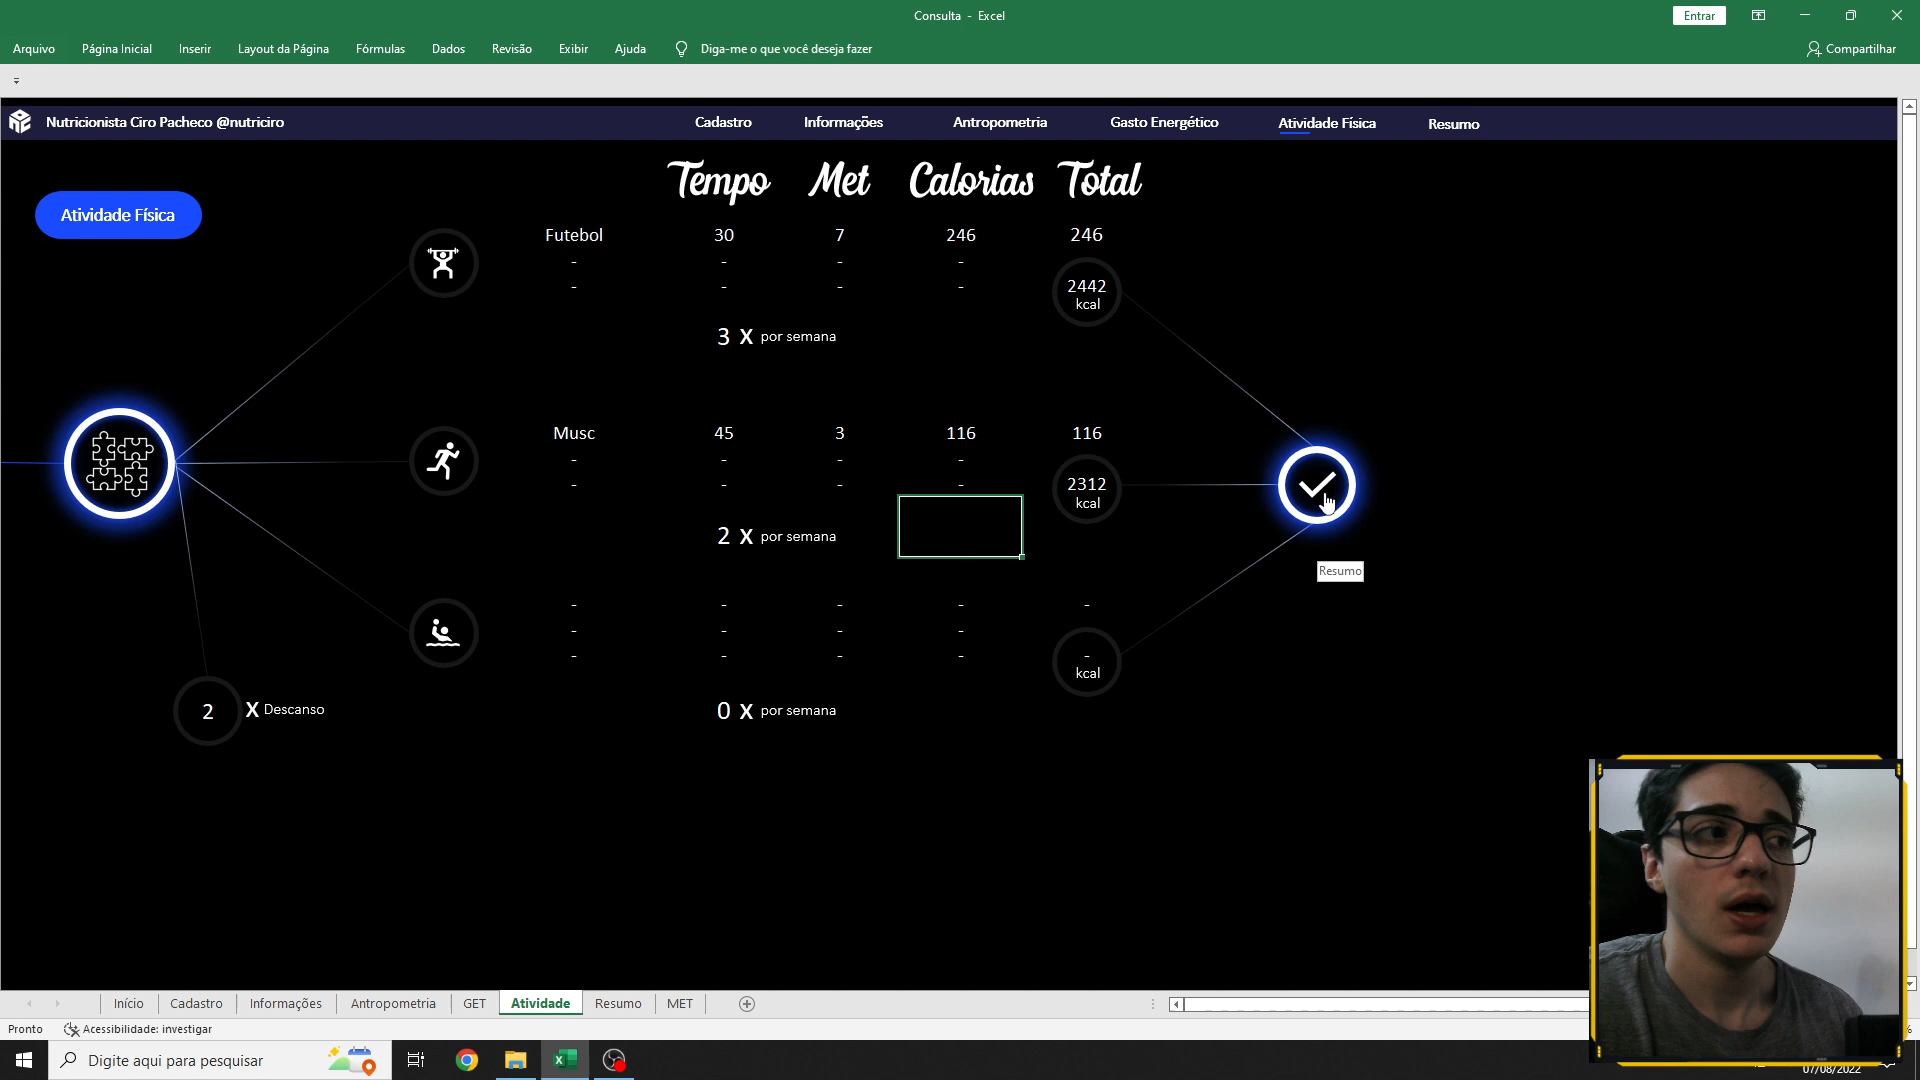 Consulta - Excel
Entrar
Arquivo Página Inicial Inserir Layout da Página Fórmulas Dados Revisão Exibir Ajuda Diga-me o que você deseja fazer Compartilhar
Nutricionista Ciro Pacheco @nutriciro Cadastro Informações Antropometria Gasto Energético Atividade Física Resumo
Tempo Met Calorias Total
Atividade Física
Futebol 30 7 246 246
- - - -
- - - -
2442
kcal
3 X por semana
Musc 45 3 116 116
- - - -
- - - -
2312
kcal
2 X por semana
Resumo
- - - - -
- - - -
- - - -
-
kcal
2 X Descanso
0 X por semana
Início Cadastro Informações Antropometria GET Atividade Resumo MET
Pronto Acessibilidade: investigar
Digite aqui para pesquisar
07/08/2022